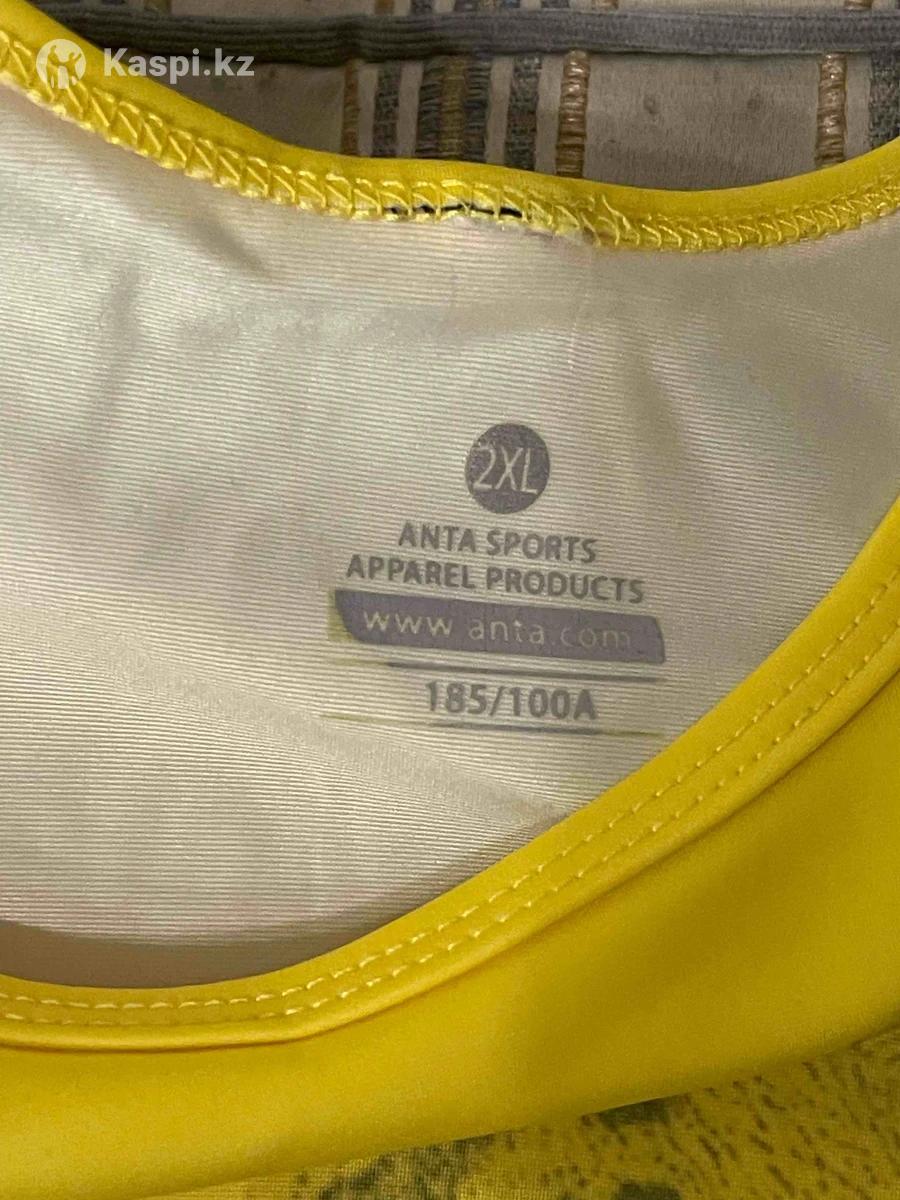 Kaspi.kz
2XL
ANTA SPORTS
APPAREL PRODUCTS
www.anta.com
185/100A